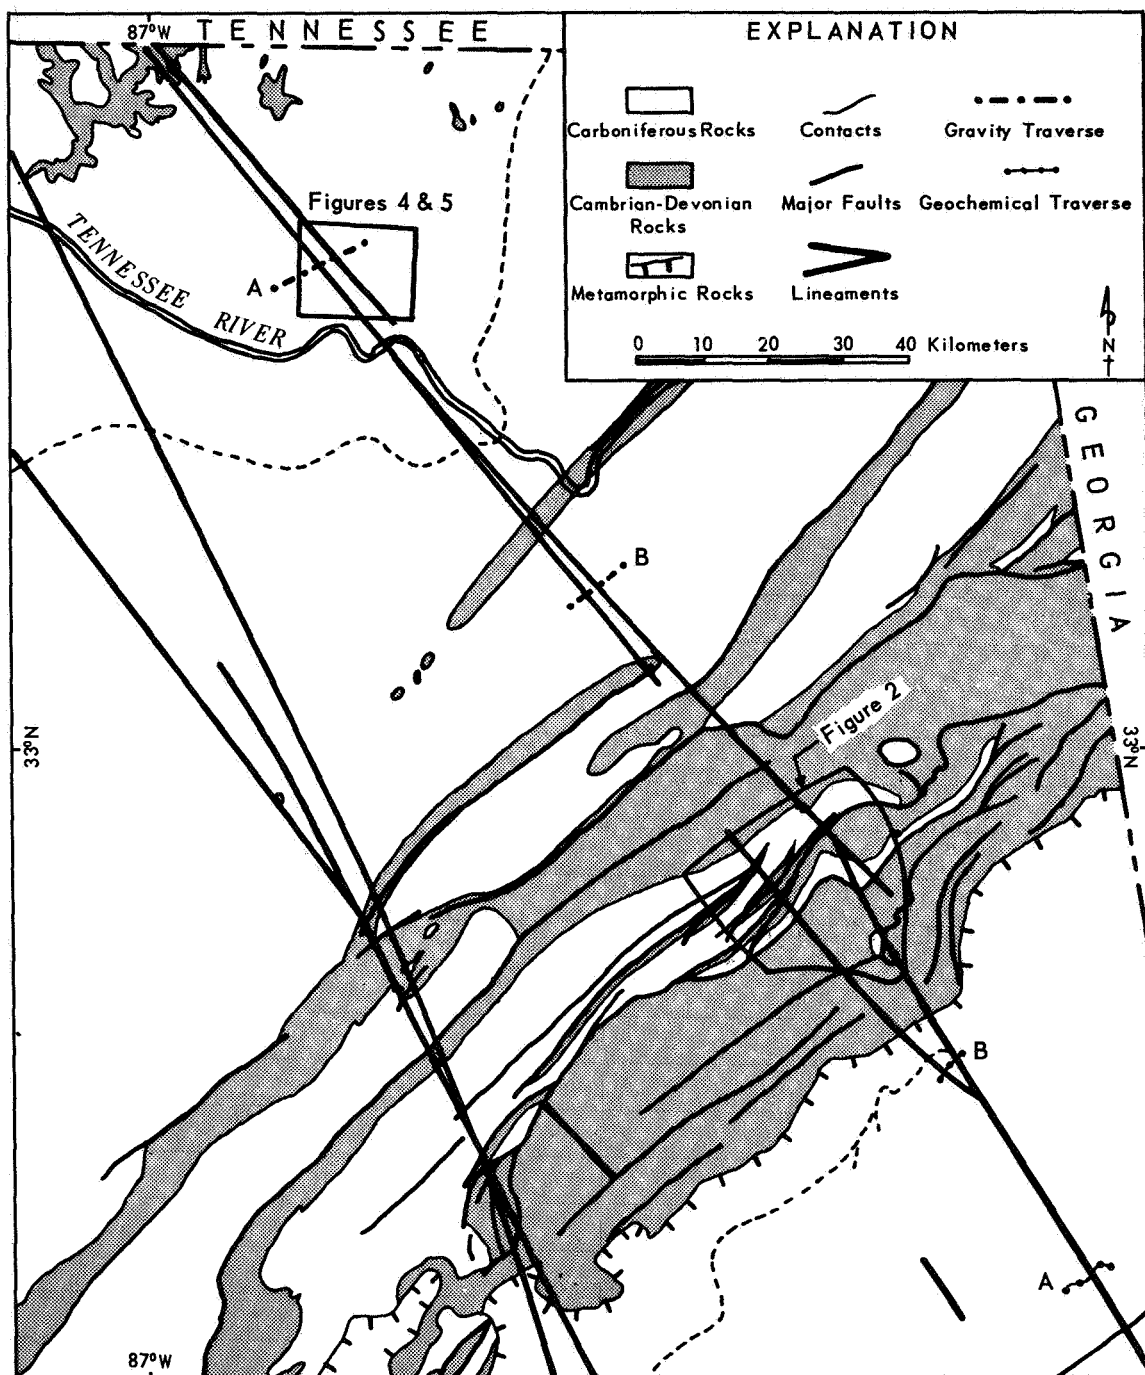 87°W
TENNESSEE
EXPLANATION
Carboniferous Rocks
Contacts
Gravity Traverse
Cambrian-Devonian
Rocks
Major Faults
Geochemical Traverse
Metamorphic Rocks
Lineaments
0 10 20 30 40 Kilometers
N
Figures 4 & 5
A
TENNESSEE
RIVER
GEORGIA
B
Figure 2
33°N
33°N
B
A
87°W